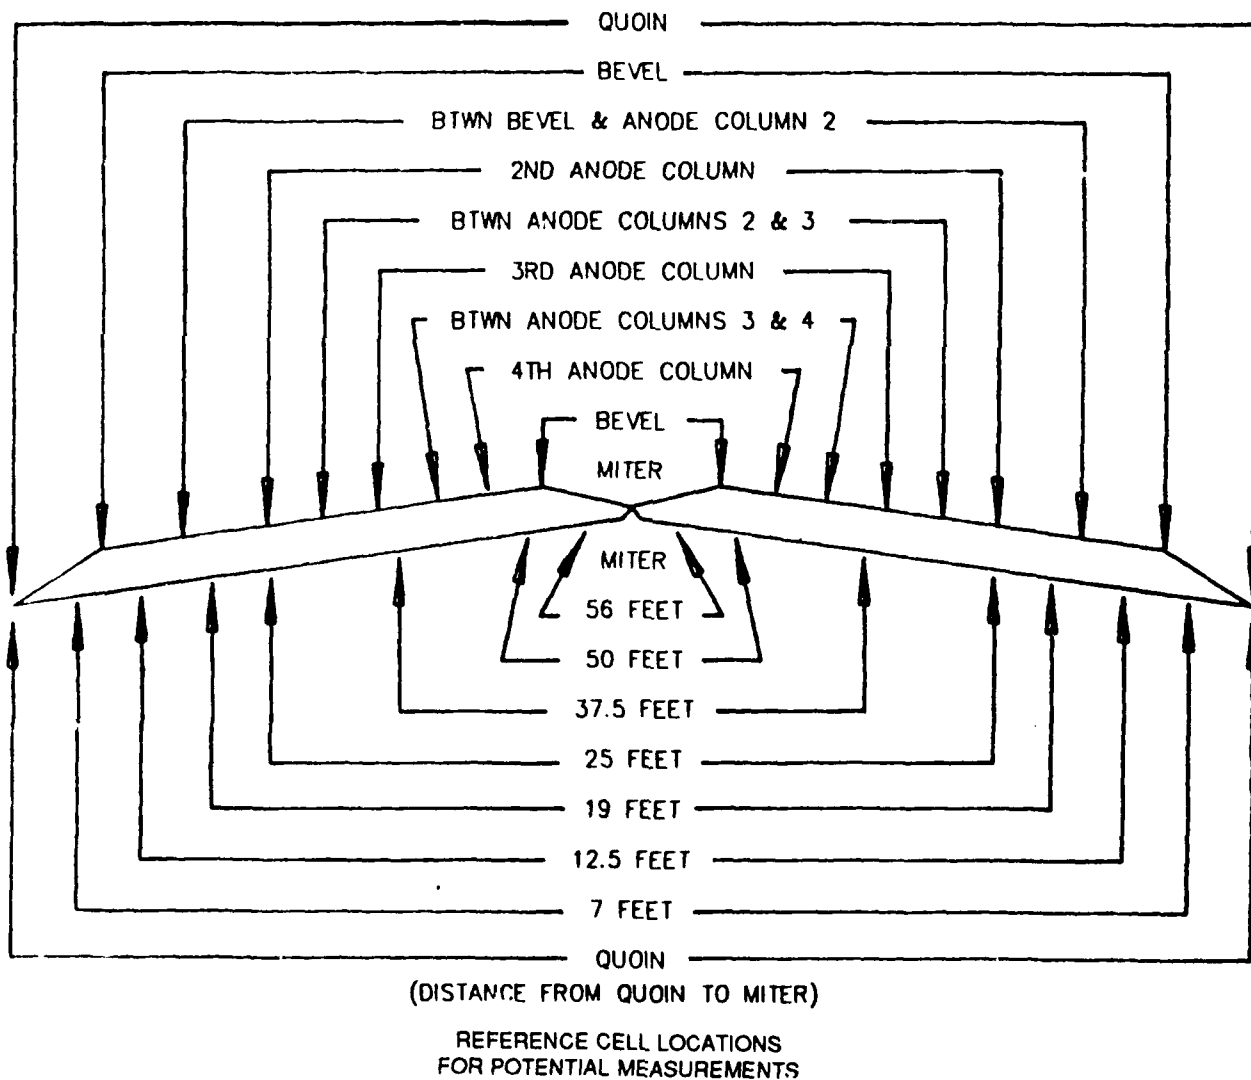 QUOIN
BEVEL
BTWN BEVEL & ANODE COLUMN 2
2ND ANODE COLUMN
BTWN ANODE COLUMNS 2 & 3
3RD ANODE COLUMN
BTWN ANODE COLUMNS 3 & 4
4TH ANODE COLUMN
BEVEL
MITER
MITER
56 FEET
50 FEET
37.5 FEET
25 FEET
19 FEET
12.5 FEET
7 FEET
QUOIN
(DISTANCE FROM QUOIN TO MITER)
REFERENCE CELL LOCATIONS
FOR POTENTIAL MEASUREMENTS